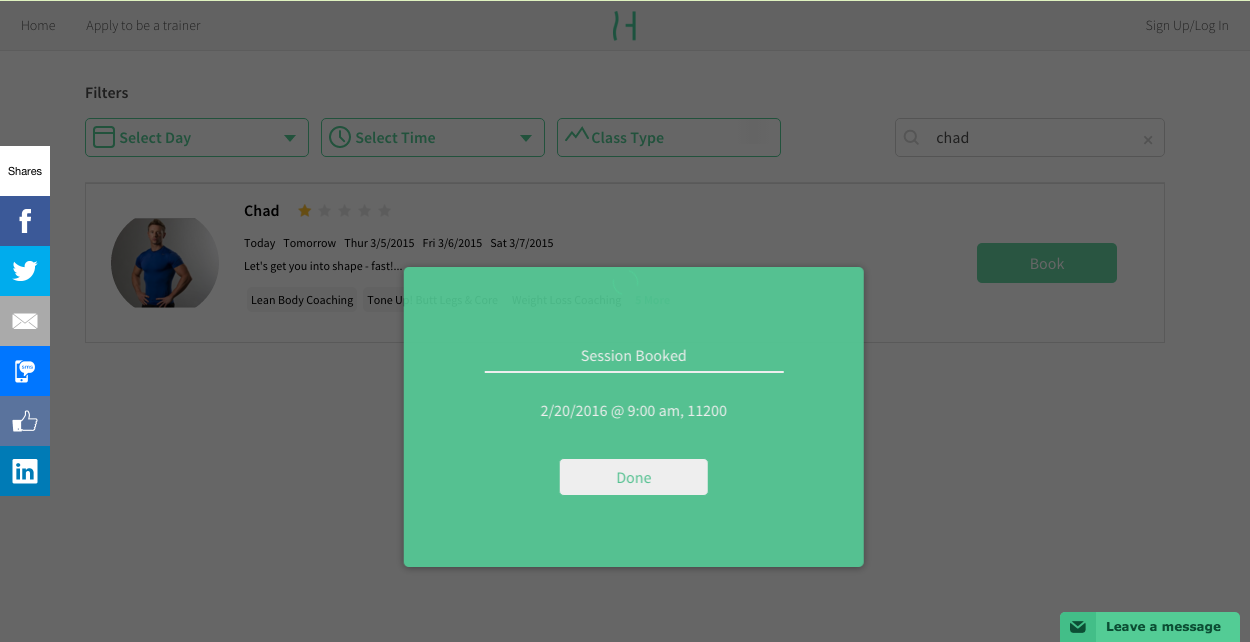 Home Apply to be a trainer Sign Up/Log In
Filters
Select Day Select Time Class Type chad
Shares
Chad
Today Tomorrow Thur 3/5/2015 Fri 3/6/2015 Sat 3/7/2015
Let's get you into shape - fast!...
Book
Lean Body Coaching Tone Up! Butt Legs & Core Weight Loss Coaching
SMS
Session Booked
2/20/2016 @ 9:00 am, 11200
in
Done
Leave a message